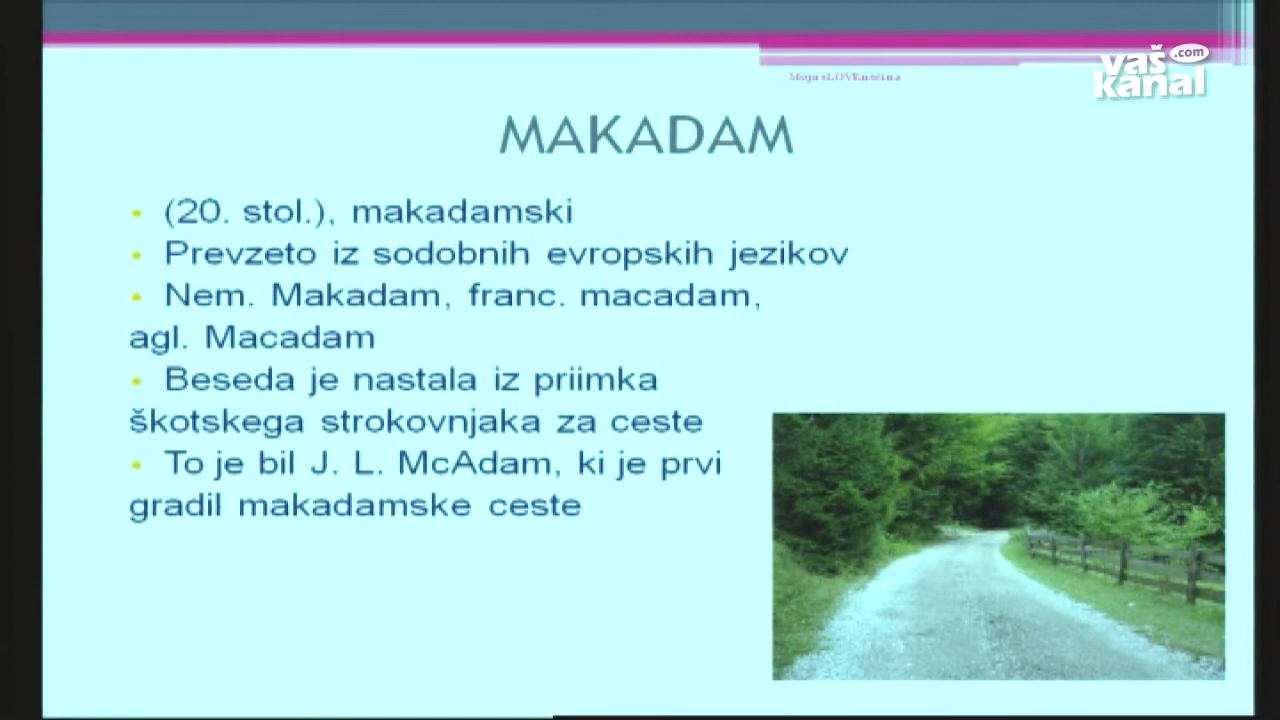 vaš
.com
kanal
Moja sLOVEnščina
MAKADAM
• (20. stol.), makadamski
• Prevzeto iz sodobnih evropskih jezikov
• Nem. Makadam, franc. macadam,
agl. Macadam
• Beseda je nastala iz priimka
škotskega strokovnjaka za ceste
• To je bil J. L. McAdam, ki je prvi
gradil makadamske ceste